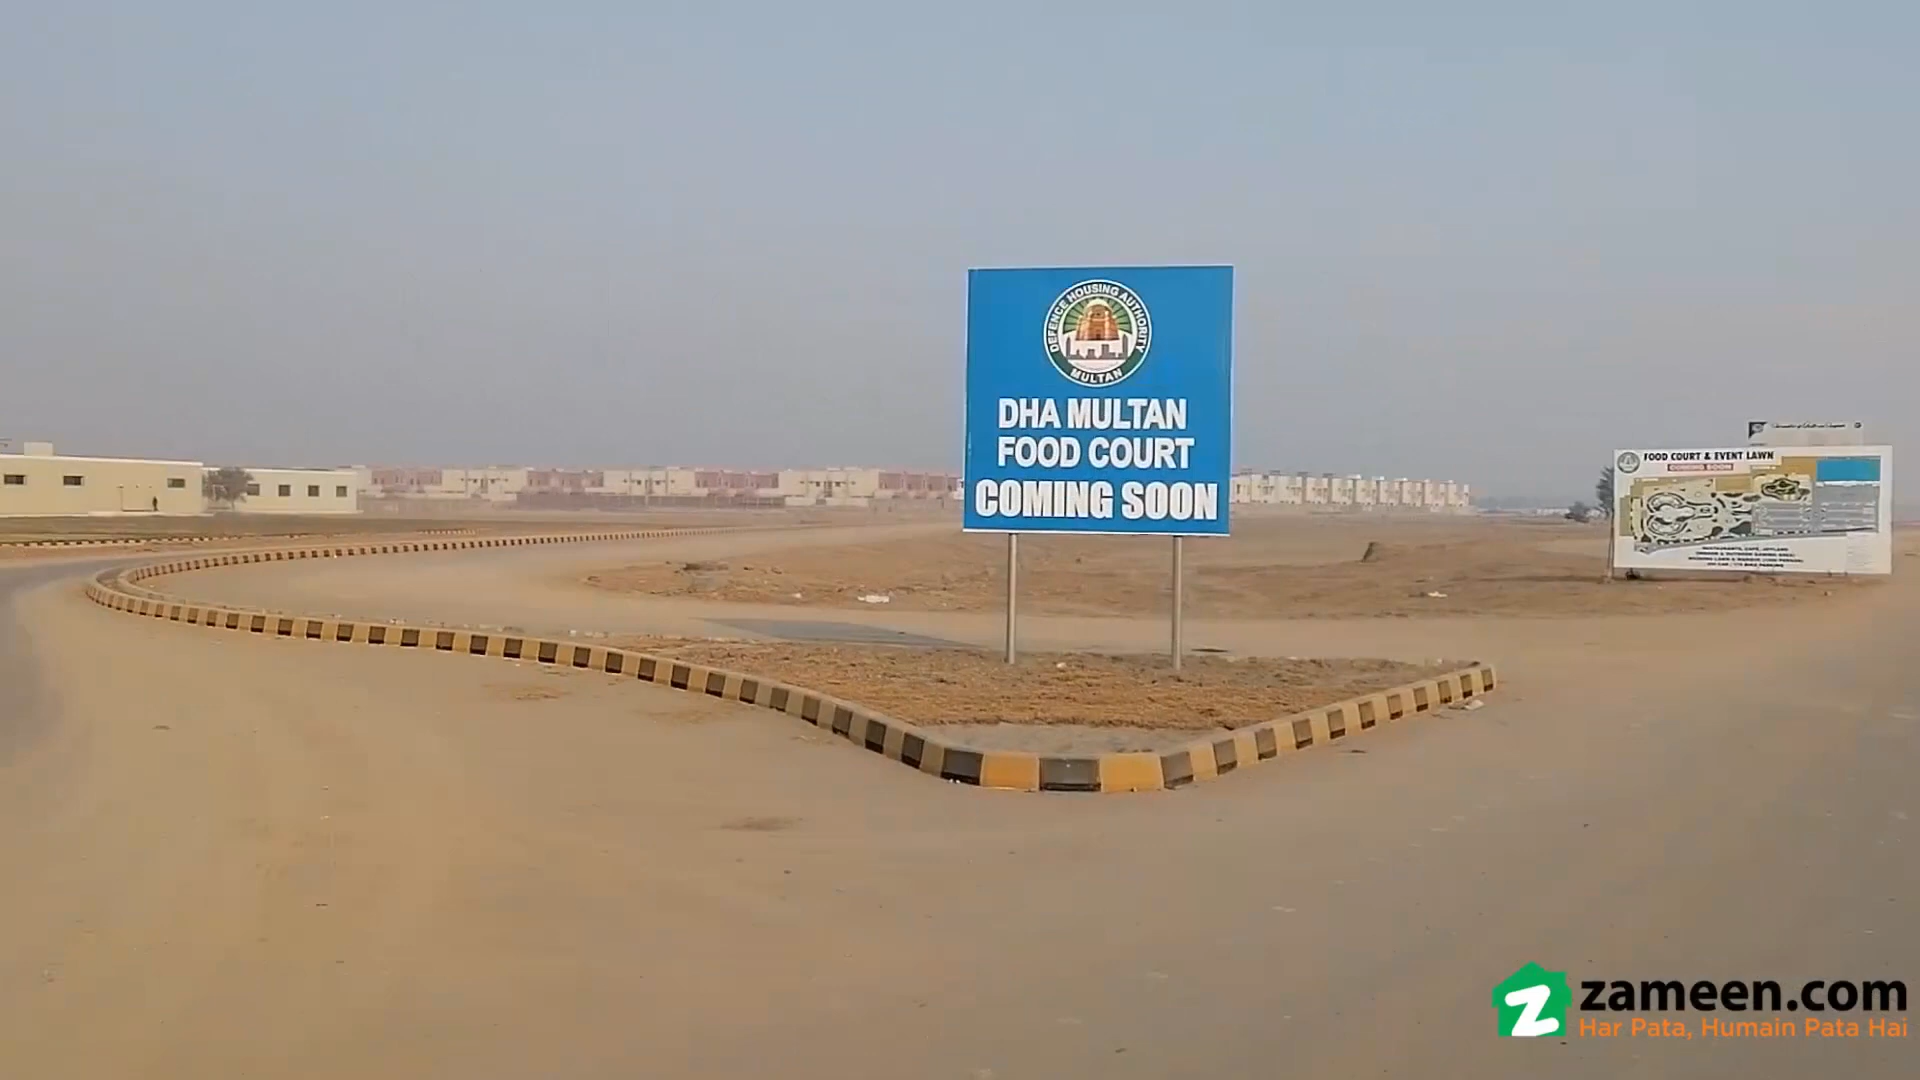 DEFENCE HOUSING AUTHORITY
MULTAN
DHA MULTAN
FOOD COURT
COMING SOON
FOOD COURT & EVENT LAWN
COMING SOON
zameen.com
Har Pata, Humain Pata Hai